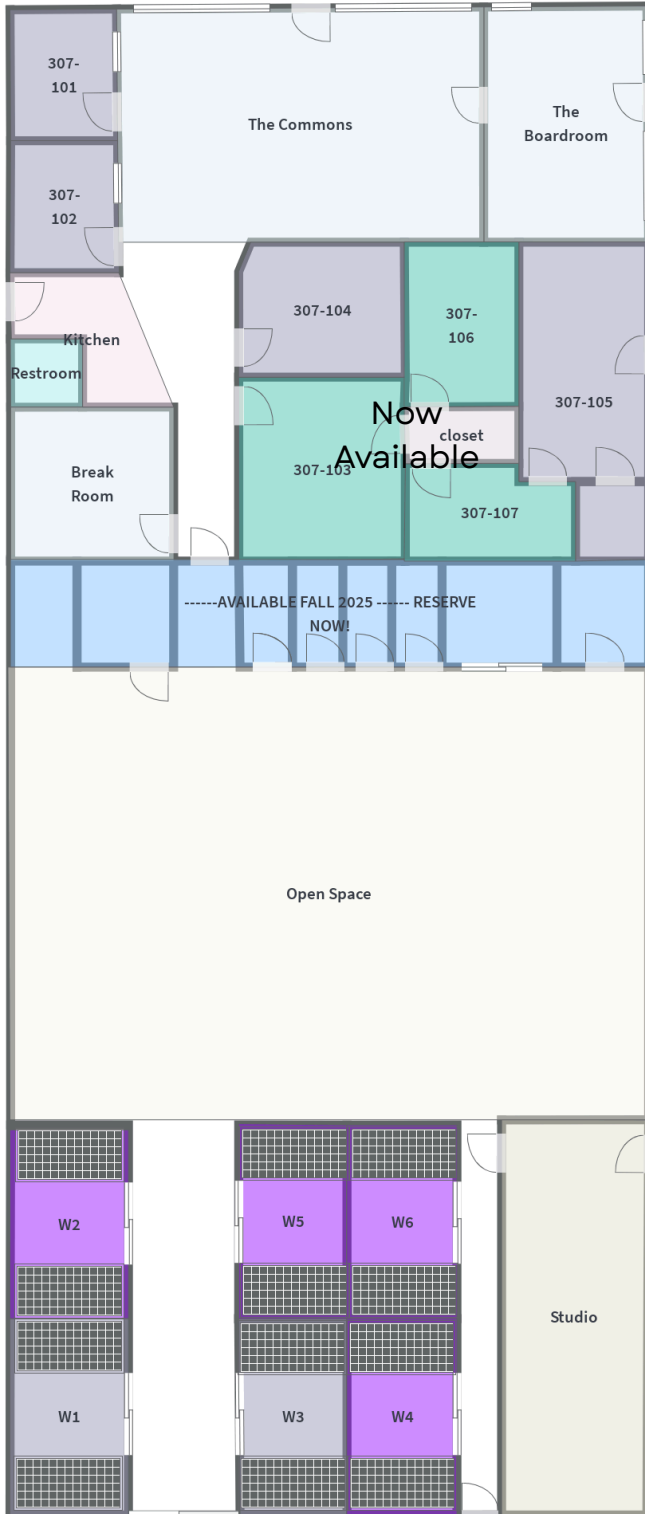 307-
101
The Commons
The
Boardroom
307-
102
307-104
307-
106
Kitchen
Restroom
307-105
Now
Available
closet
307-103
Break
Room
307-107
------AVAILABLE FALL 2025 ------ RESERVE
NOW!
Open Space
W2
W5
W6
Studio
W1
W3
W4